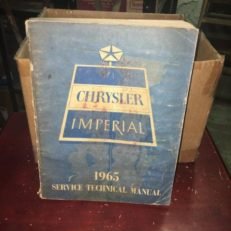 CHRYSLER
IMPERIAL
1965
SERVICE TECHNICAL MANUAL